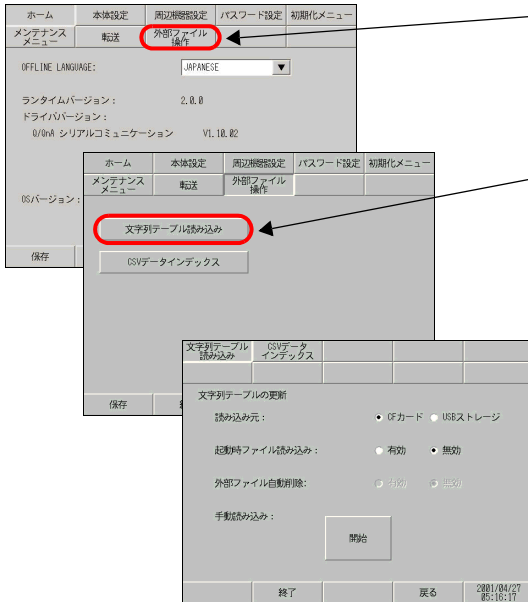 ホーム 本体設定 周辺機器設定 パスワード設定 初期化メニュー
メンテナンス
メニュー 転送 外部ファイル
操作
OFFLINE LANGUAGE: JAPANESE
ランタイムバージョン: 2.0.0
ドライババージョン:
Q/QnA シリアルコミュニケーション V1.10.02
OSバージョン:
保存
ホーム 本体設定 周辺機器設定 パスワード設定 初期化メニュー
メンテナンス
メニュー 転送 外部ファイル
操作
文字列テーブル読み込み
CSVデータインデックス
保存
文字列テーブル
読み込み CSVデータ
インデックス
文字列テーブルの更新
読み込み元: CFカード USBストレージ
起動時ファイル読み込み: 有効 無効
外部ファイル自動削除: 有効 無効
手動読み込み:
開始
終了 戻る 2001/04/27
05:16:17